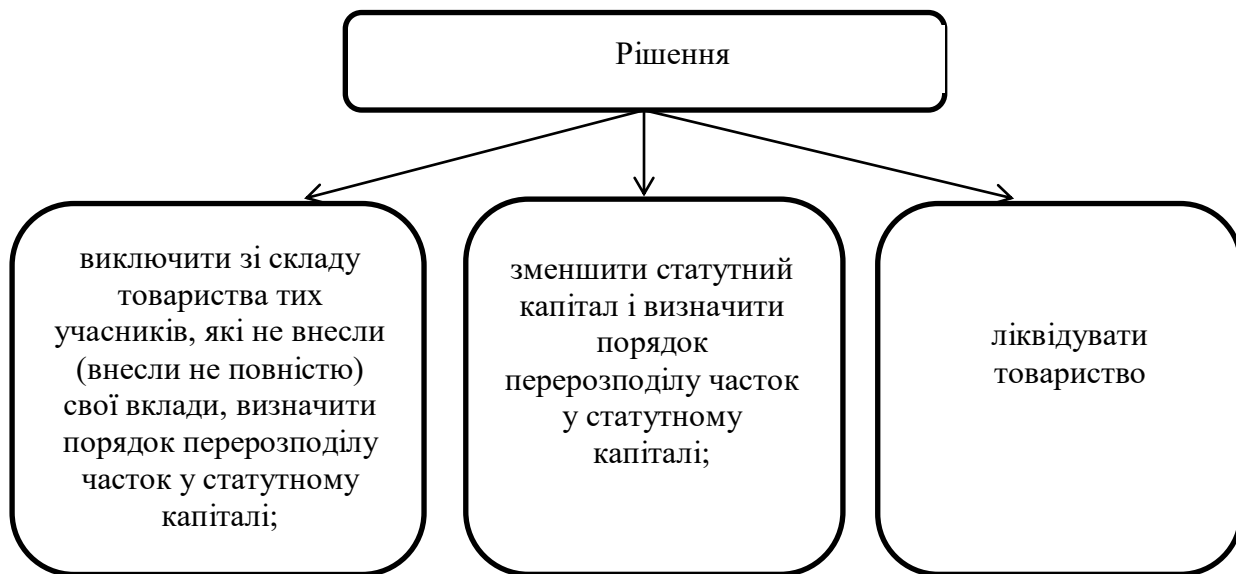 Рішення
виключити зі складу
товариства тих
учасників, які не внесли
(внесли не повністю)
свої вклади, визначити
порядок перерозподілу
часток у статутному
капіталі;
зменшити статутний
капітал і визначити
порядок
перерозподілу часток
у статутному
капіталі;
ліквідувати
товариство